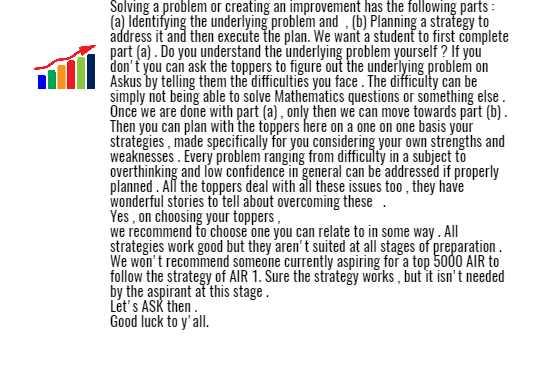 Solving a problem or creating an improvement has the following parts :
(a) Identifying the underlying problem and , (b) Planning a strategy to
address it and then execute the plan. We want a student to first complete
part (a) . Do you understand the underlying problem yourself ? If you
don't you can ask the toppers to figure out the underlying problem on
Askus by telling them the difficulties you face . The difficulty can be
simply not being able to solve Mathematics questions or something else .
Once we are done with part (a) , only then we can move towards part (b) .
Then you can plan with the toppers here on a one on one basis your
strategies , made specifically for you considering your own strengths and
weaknesses . Every problem ranging from difficulty in a subject to
overthinking and low confidence in general can be addressed if properly
planned . All the toppers deal with all these issues too , they have
wonderful stories to tell about overcoming these .
Yes , on choosing your toppers ,
we recommend to choose one you can relate to in some way . All
strategies work good but they aren't suited at all stages of preparation .
We won't recommend someone currently aspiring for a top 5000 AIR to
follow the strategy of AIR 1. Sure the strategy works , but it isn't needed
by the aspirant at this stage .
Let's ASK then .
Good luck to y'all.